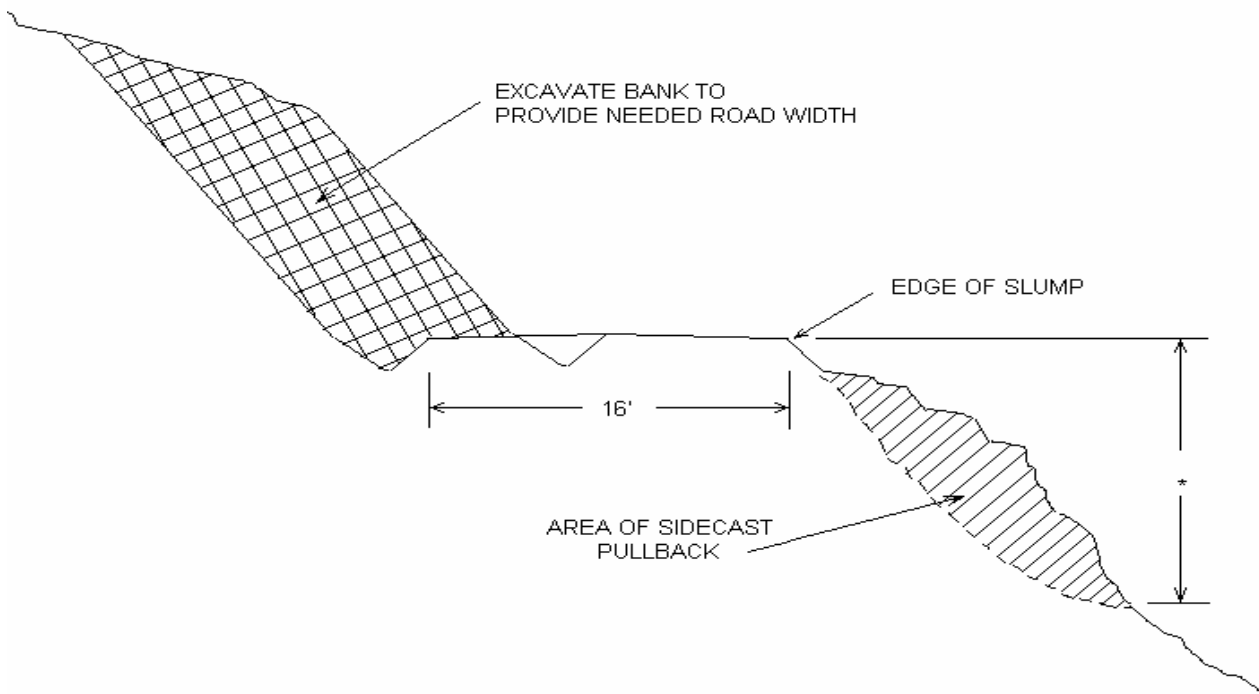 EXCAVATE BANK TO
PROVIDE NEEDED ROAD WIDTH
EDGE OF SLUMP
16'
*
AREA OF SIDECAST
PULLBACK